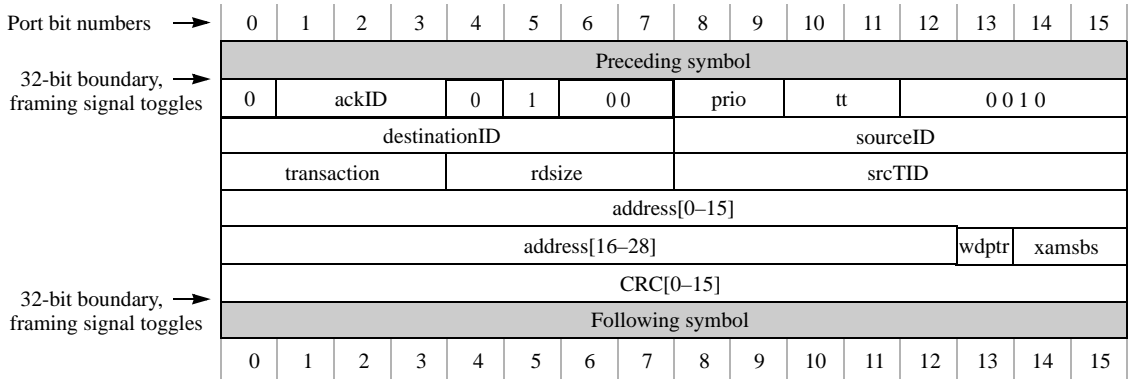 Port bit numbers 0 1 2 3 4 5 6 7 8 9 10 11 12 13 14 15
Preceding symbol
32-bit boundary,
framing signal toggles
0 ackID 0 1 0 0 prio tt 0 0 1 0
destinationID sourceID
transaction rdsize srcTID
address[0–15]
address[16–28] wdptr xamsbs
CRC[0–15]
32-bit boundary,
framing signal toggles
Following symbol
0 1 2 3 4 5 6 7 8 9 10 11 12 13 14 15